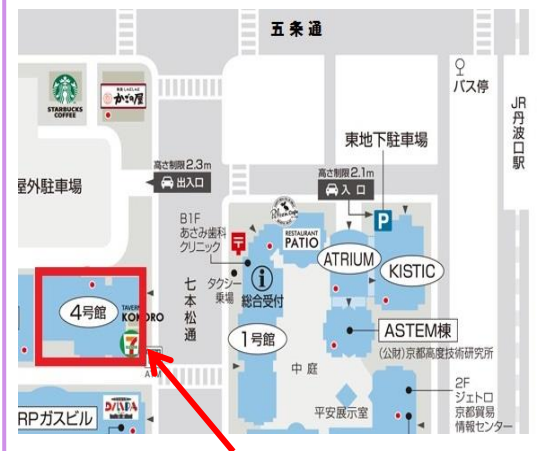 五条通
バス停
JR丹波口駅
STARBUCKS
COFFEE
かごの屋
東地下駐車場
高さ制限2.3m
出入口
高さ制限2.1m
入口
P
屋外駐車場
B1F
あさみ歯科
クリニック
RESTAURANT
PATIO
ATRIUM
KISTIC
七本松通
タクシー
乗場
総合受付
4号館
TAVERN
KOKORO
7
1号館
ASTEM棟
(公財)京都高度技術研究所
中庭
2F
ジェトロ
京都貿易
情報センター
平安展示室
RPガスビル